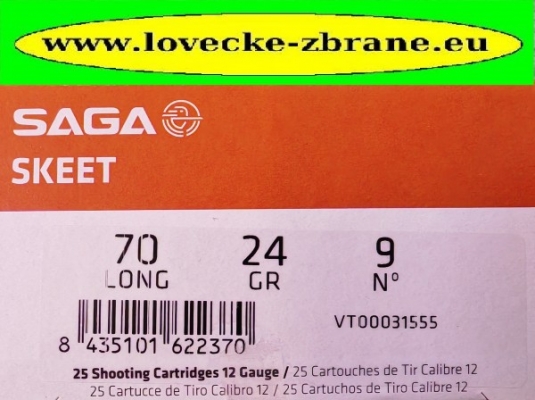 www.lovecke-zbrane.eu
SAGA
SKEET
70 24 9
LONG GR Nº
VT00031555
8 435101 622370
25 Shooting Cartridges 12 Gauge / 25 Cartouches de Tir Calibre 12
25 Cartucce de Tiro Calibro 12 / 25 Cartuchos de Tiro Calibre 12